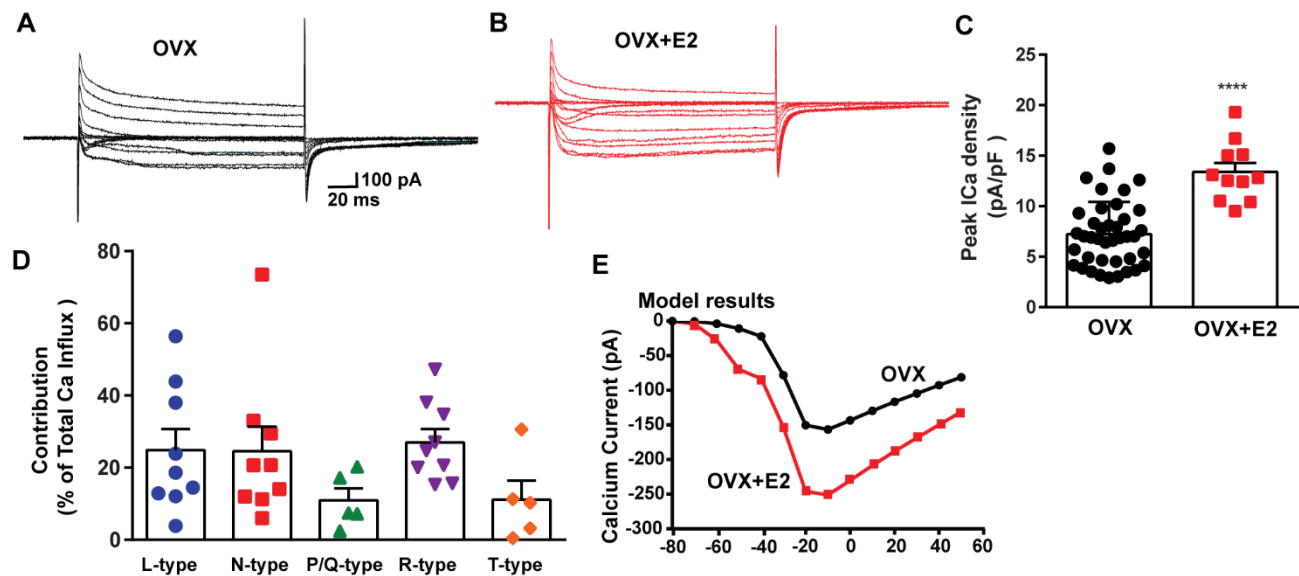 A
OVX
100 pA
20 ms
B
OVX+E2
C
Peak ICa density
(pA/pF)
25
20
15
10
5
0
****
OVX
OVX+E2
D
Contribution
(% of Total Ca Influx )
80
60
40
20
0
L-type
N-type
P/Q-type
R-type
T-type
E
Model results
Calcium Current (pA)
0
-50
-100
-150
-200
-250
-300
OVX
OVX+E2
-80
-60
-40
-20
0
20
40
60